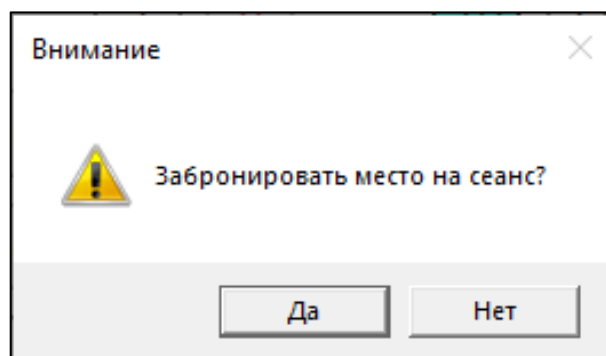 Внимание
Забронировать место на сеанс?
Да
Нет